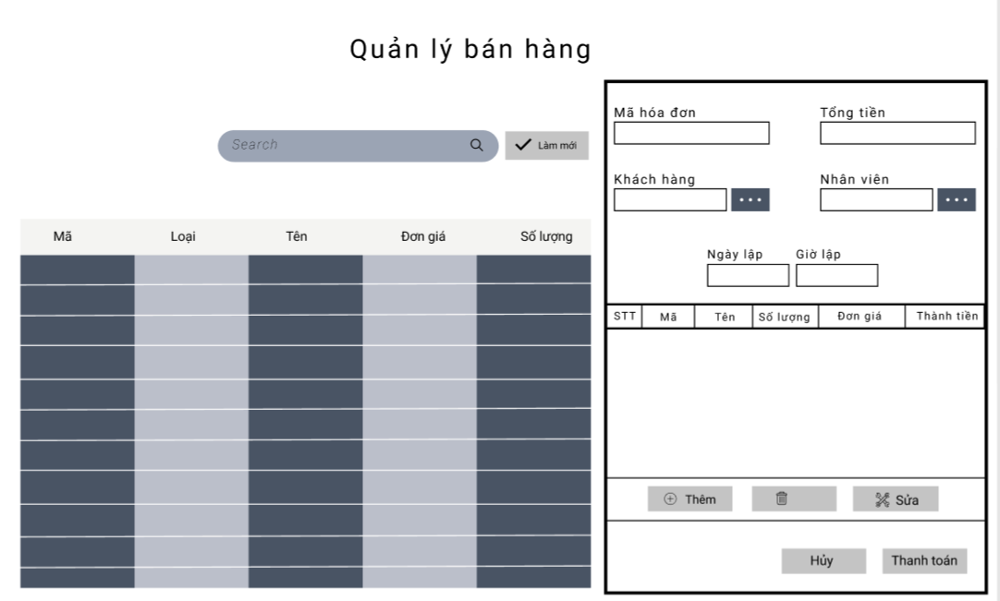 Quản lý bán hàng
Search
Làm mới
Mã Loại Tên Đơn giá Số lượng
Mã hóa đơn Tổng tiền
Khách hàng Nhân viên
Ngày lập Giờ lập
STT Mã Tên Số lượng Đơn giá Thành tiền
Thêm Sửa
Hủy Thanh toán